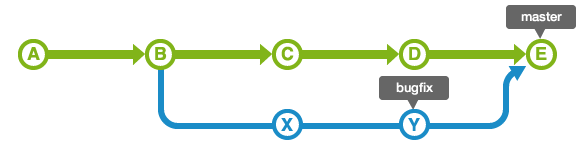 master
A B C D E
bugfix
X Y